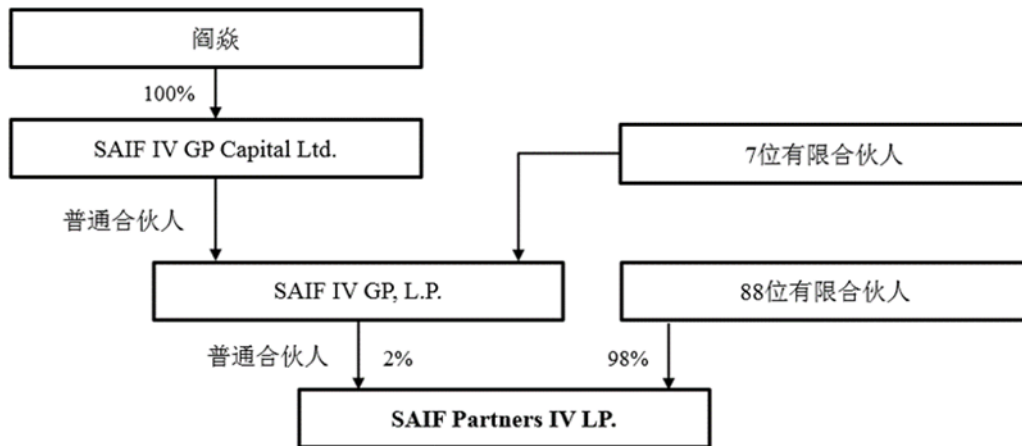 阎焱
100%
SAIF IV GP Capital Ltd.
7位有限合伙人
普通合伙人
SAIF IV GP, L.P.
88位有限合伙人
普通合伙人
2%
98%
SAIF Partners IV LP.